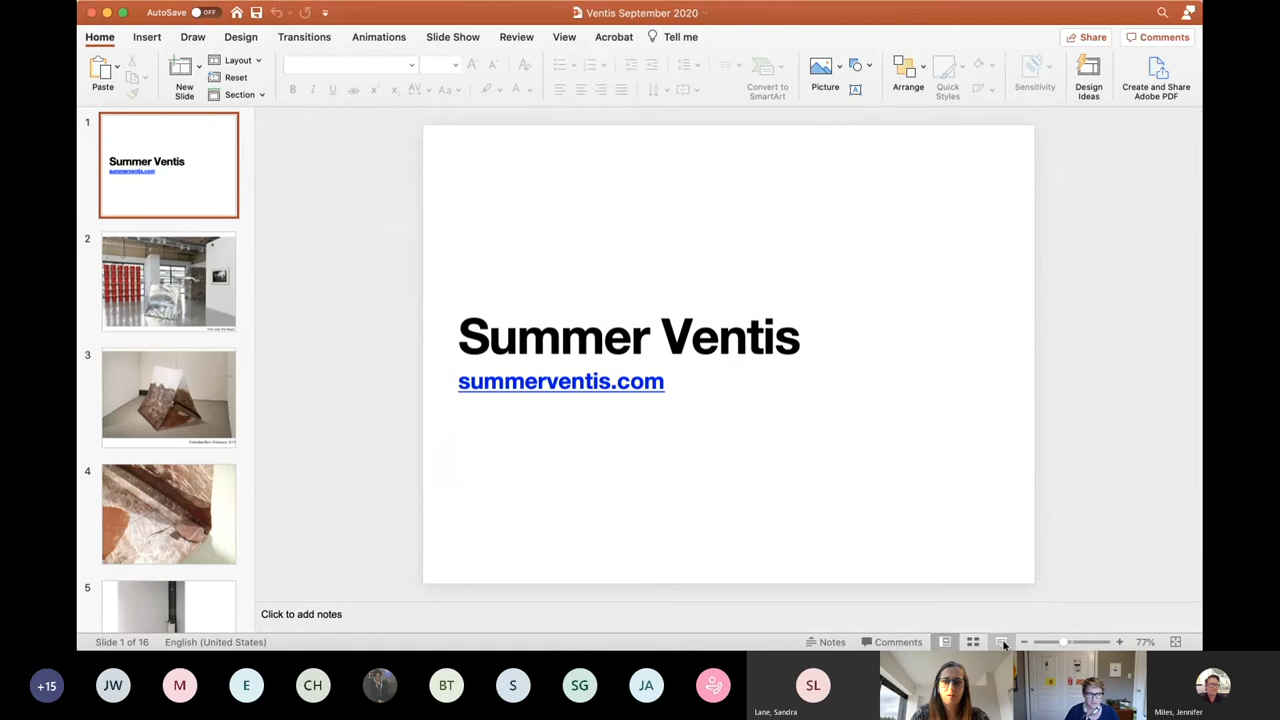 AutoSave OFF
Ventis September 2020
Home Insert Draw Design Transitions Animations Slide Show Review View Acrobat Tell me
Share Comments
Paste
New Slide
Layout
Reset
Section
Convert to SmartArt
Picture
Arrange
Quick Styles
Sensitivity
Design Ideas
Create and Share Adobe PDF
1
Summer Ventis
summerventis.com
2
3
4
5
Summer Ventis
summerventis.com
Click to add notes
Slide 1 of 16 English (United States)
Notes Comments 77%
+15 JW M E CH BT S SG JA SL
Lane, Sandra
Miles, Jennifer